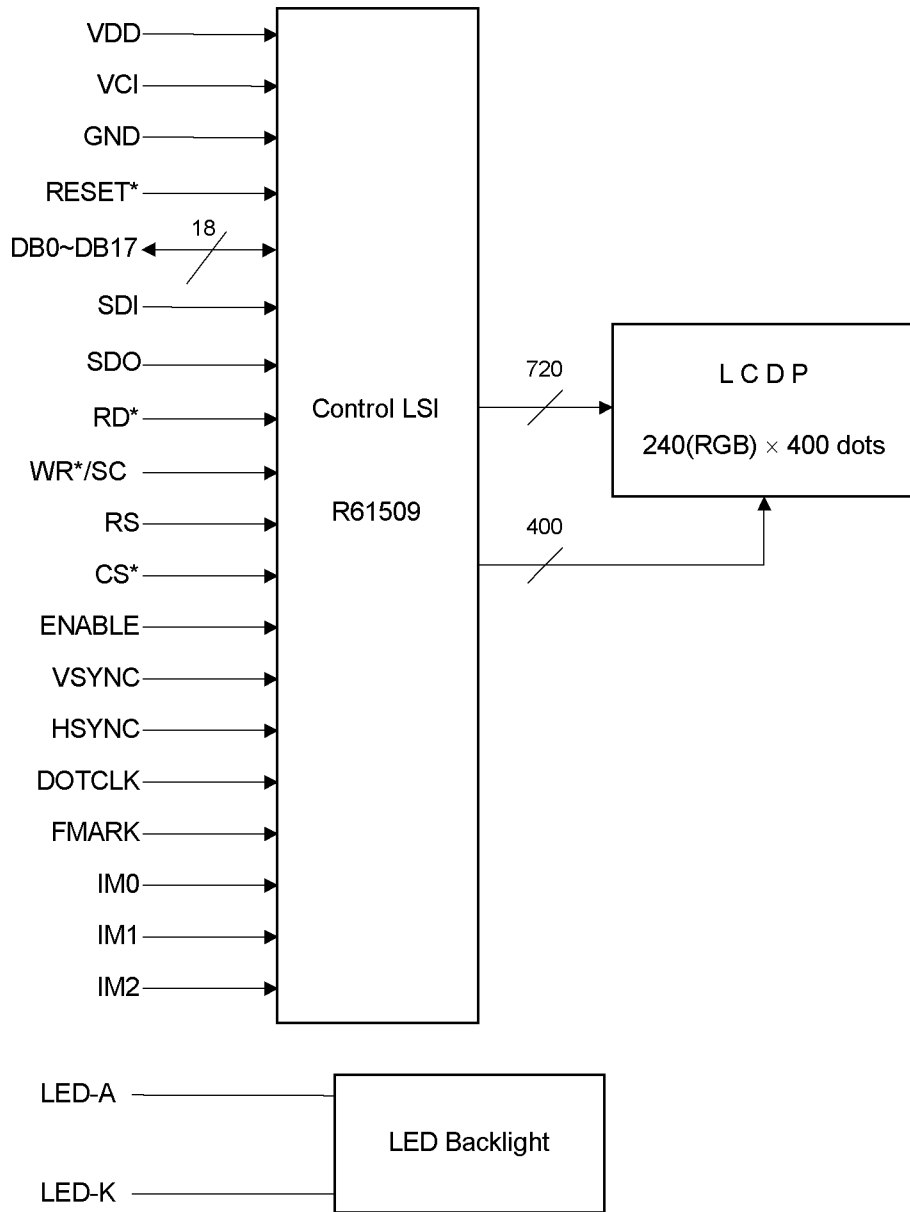 VDD
VCI
GND
RESET*
DB0~DB17
18
SDI
SDO
RD*
WR*/SC
RS
CS*
ENABLE
VSYNC
HSYNC
DOTCLK
FMARK
IM0
IM1
IM2
Control LSI
R61509
720
400
L C D P
240(RGB) × 400 dots
LED-A
LED-K
LED Backlight